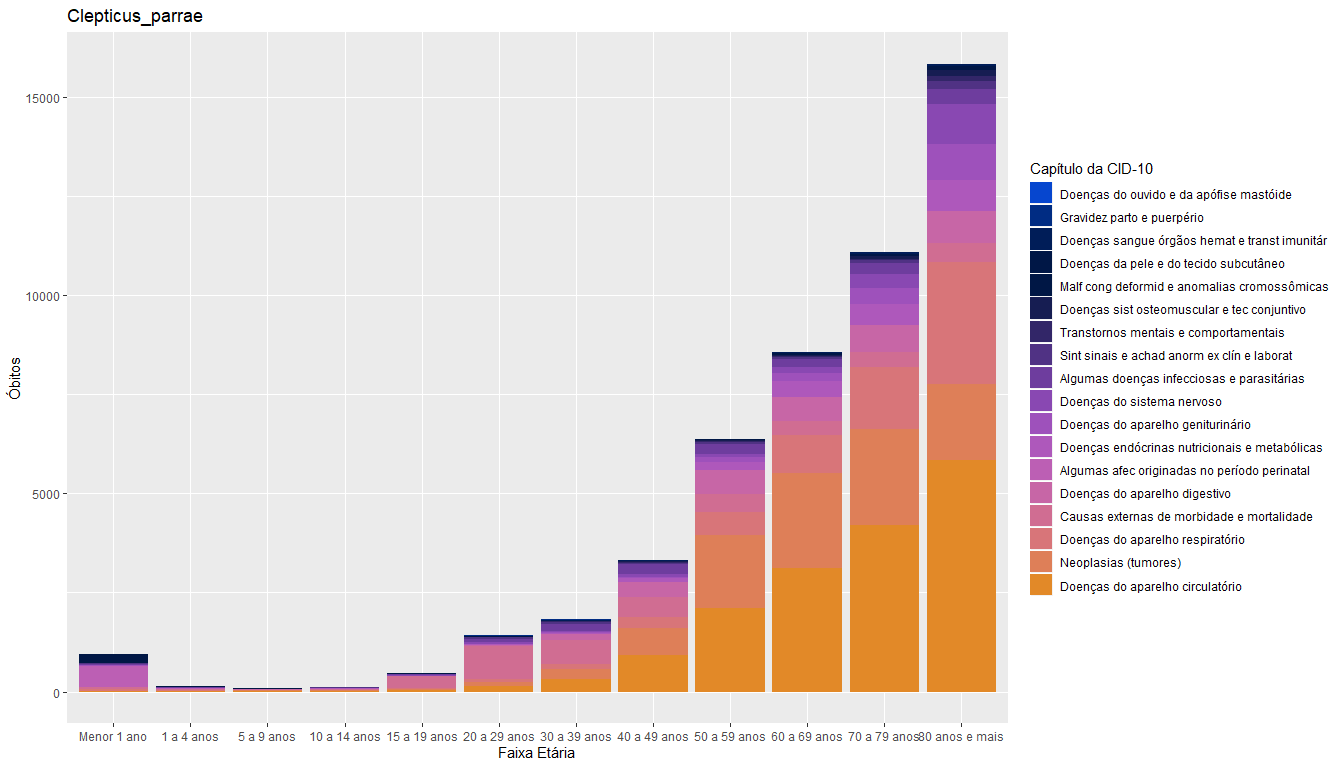 Clepticus_parrae
Óbitos
15000
10000
5000
0
Menor 1 ano
1 a 4 anos
5 a 9 anos
10 a 14 anos
15 a 19 anos
20 a 29 anos
30 a 39 anos
40 a 49 anos
50 a 59 anos
60 a 69 anos
70 a 79 anos
80 anos e mais
Faixa Etária
Capítulo da CID-10
Doenças do ouvido e da apófise mastóide
Gravidez parto e puerpério
Doenças sangue órgãos hemat e transt imunitár
Doenças da pele e do tecido subcutâneo
Malf cong deformid e anomalias cromossômicas
Doenças sist osteomuscular e tec conjuntivo
Transtornos mentais e comportamentais
Sint sinais e achad anorm ex clín e laborat
Algumas doenças infecciosas e parasitárias
Doenças do sistema nervoso
Doenças do aparelho geniturinário
Doenças endócrinas nutricionais e metabólicas
Algumas afec originadas no período perinatal
Doenças do aparelho digestivo
Causas externas de morbidade e mortalidade
Doenças do aparelho respiratório
Neoplasias (tumores)
Doenças do aparelho circulatório